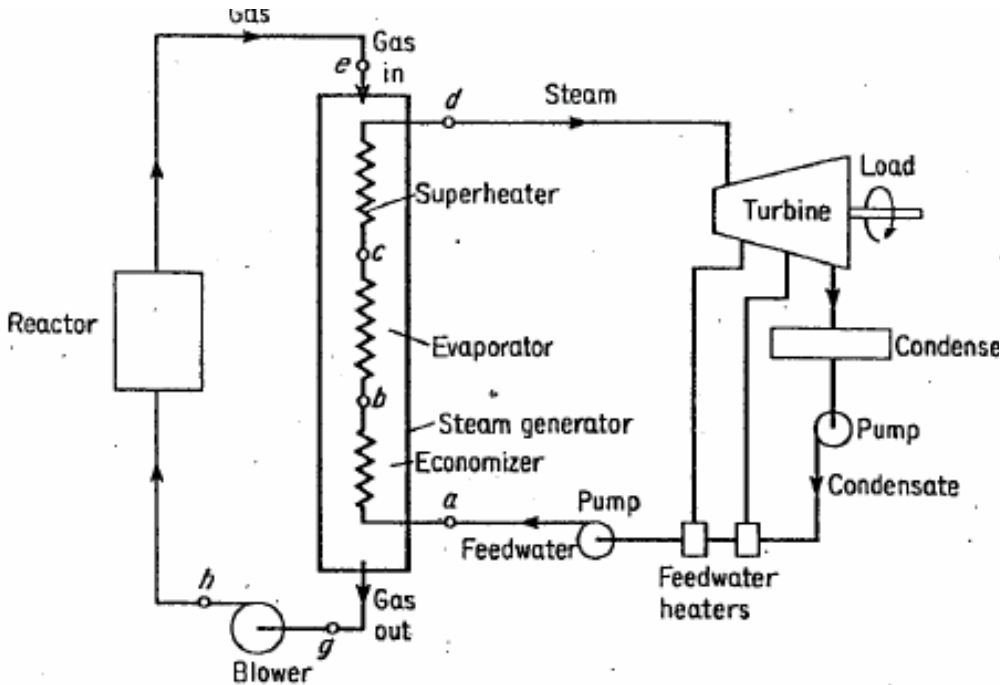 Gas
Gas
in
e
d
Steam
Load
Superheater
Turbine
c
Reactor
Evaporator
Condense
b
Steam generator
Pump
Economizer
Condensate
a
Pump
Feedwater
Feedwater
heaters
h
Gas
out
g
Blower